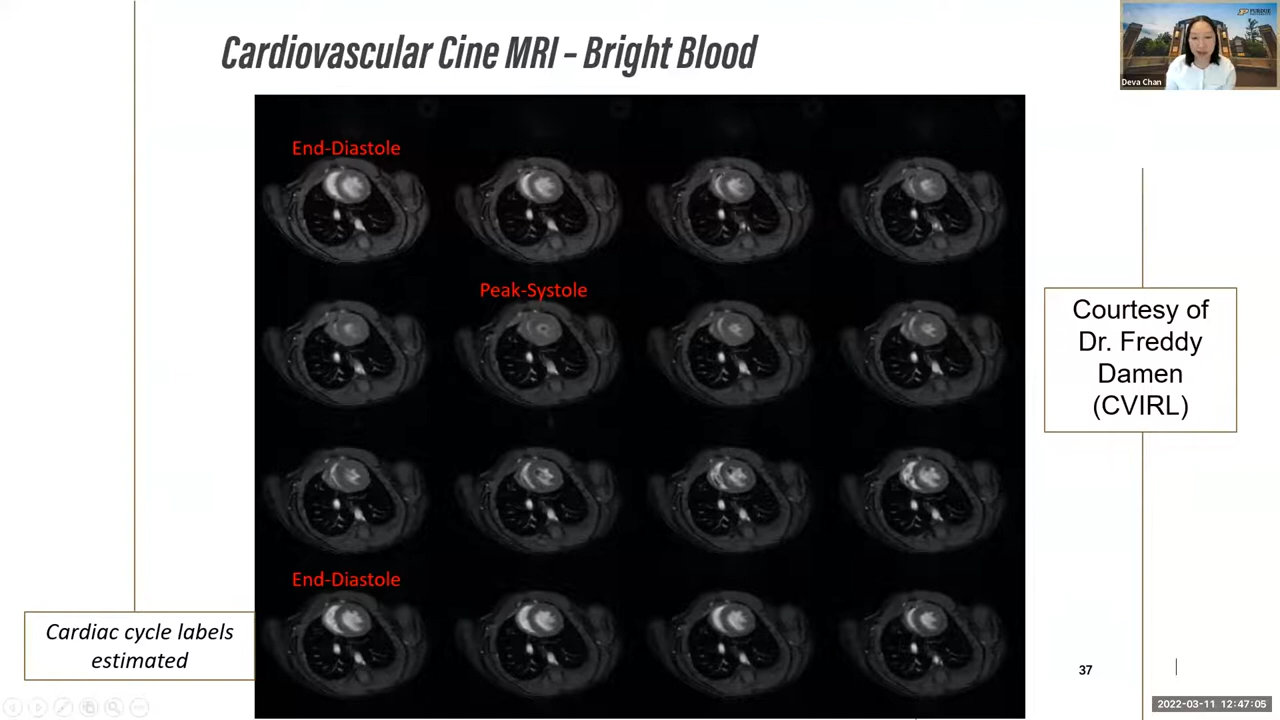 Cardiovascular Cine MRI – Bright Blood
PURDUE
Deva Chan
End-Diastole
Peak-Systole
Courtesy of
Dr. Freddy
Damen
(CVIRL)
End-Diastole
Cardiac cycle labels
estimated
37
2022-03-11 12:47:05